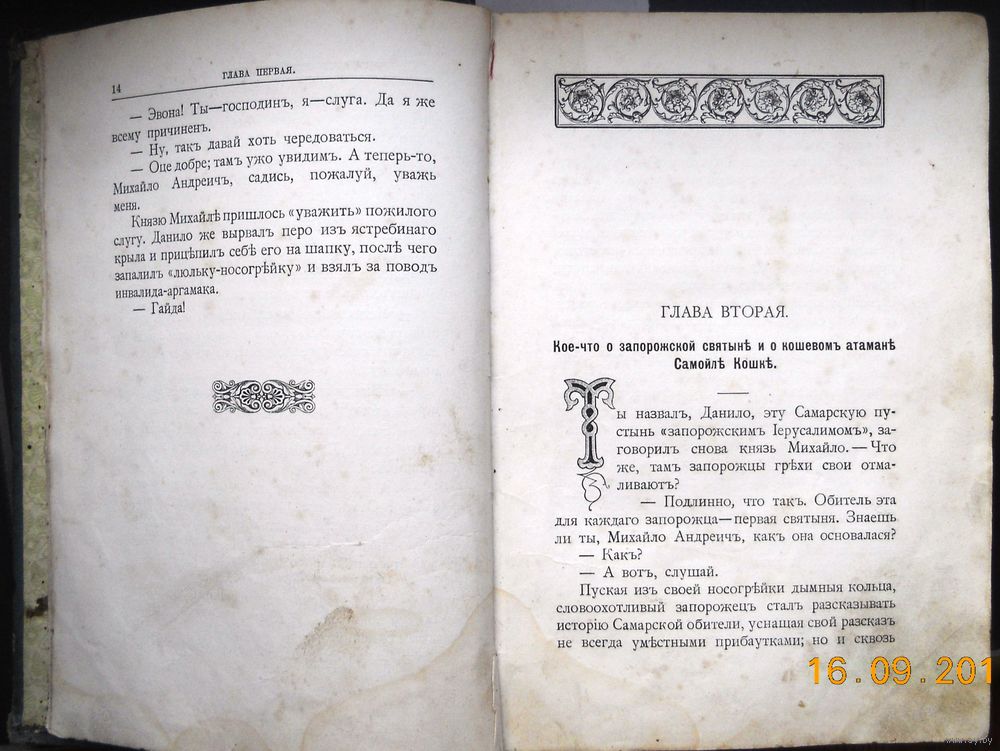 14
ГЛАВА ПЕРВАЯ.
— Эвона! Ты—господинъ, я—слуга. Да я же
всему причиненъ.
— Ну, такъ давай хоть чередоваться.
— Оце добре; тамъ ужо увидимъ. А теперь-то,
Михайло Андреичъ, садись, пожалуй, уважь
меня.
Князю Михайлѣ пришлось «уважить» пожилого
слугу. Данило же вырвалъ перо изъ ястребинаго
крыла и прицѣпилъ себѣ его на шапку, послѣ чего
запалилъ «люльку-носогрѣйку» и взялъ за поводъ
инвалида-аргамака.
— Гайда!
ГЛАВА ВТОРАЯ.
Кое-что о запорожской святынѣ и о кошевомъ атаманѣ
Самойлѣ Кошкѣ.
Ты назвалъ, Данило, эту Самарскую пу-
стынь «запорожскимъ Іерусалимомъ», за-
говорилъ снова князь Михайло. — Что
же, тамъ запорожцы грѣхи свои отма-
ливаютъ?
— Подлинно, что такъ. Обитель эта
для каждаго запорожца—первая святыня. Знаешь
ли ты, Михайло Андреичъ, какъ она основалася?
— Какъ?
— А вотъ, слушай.
Пуская изъ своей носогрѣйки дымныя кольца,
словоохотливый запорожецъ сталъ разсказывать
исторію Самарской обители, уснащая свой разсказъ
не всегда умѣстными прибаутками; но и сквозь
16.09.201